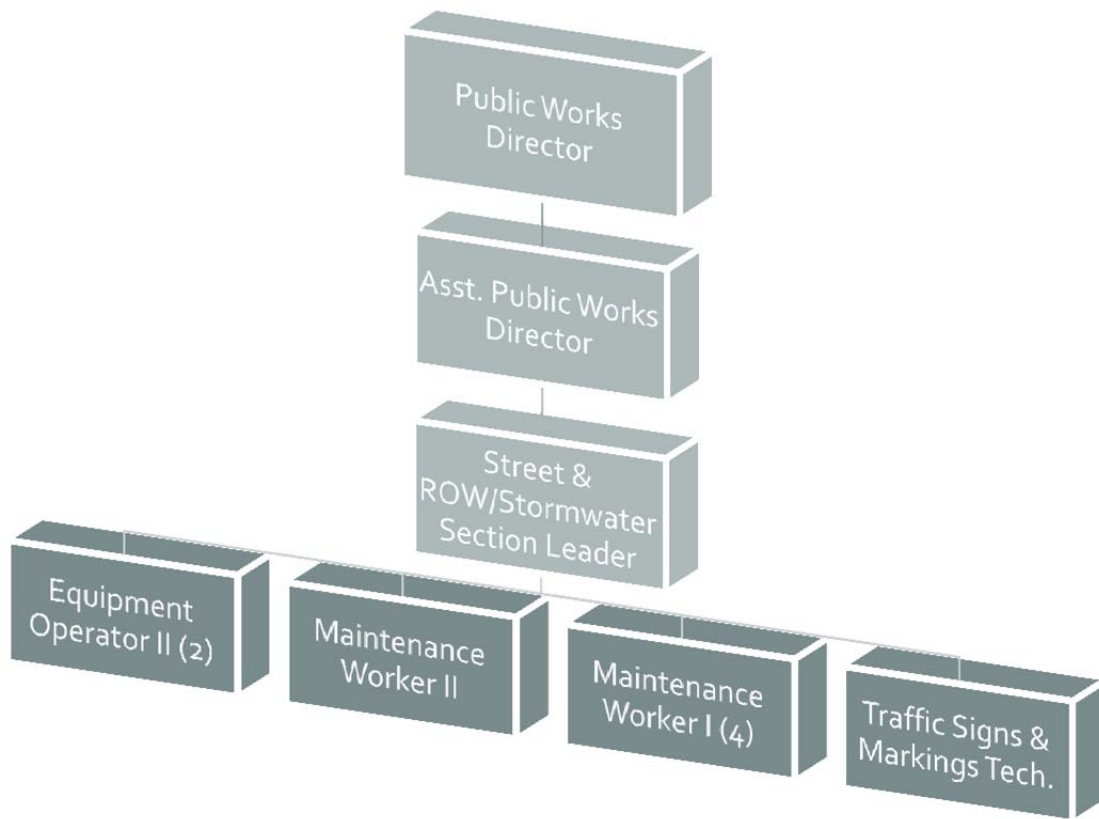 Public Works
Director
Asst. Public Works
Director
Street &
ROW/Stormwater
Section Leader
Equipment
Operator II (2)
Maintenance
Worker II
Maintenance
Worker I (4)
Traffic Signs &
Markings Tech.